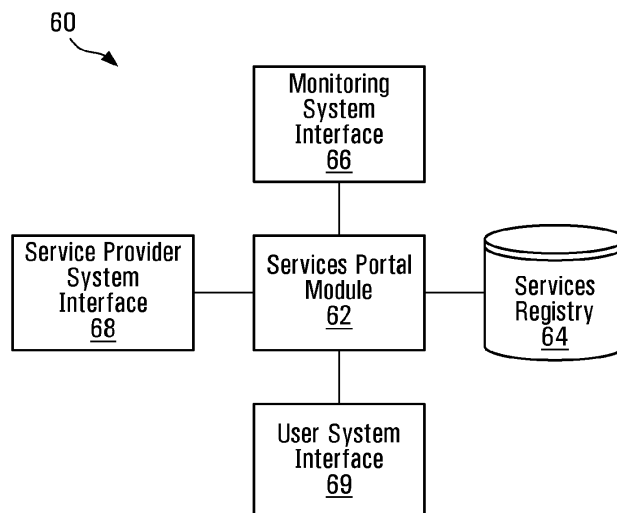 60
Monitoring
System
Interface
66
Service Provider
System
Interface
68
Services Portal
Module
62
Services
Registry
64
User System
Interface
69